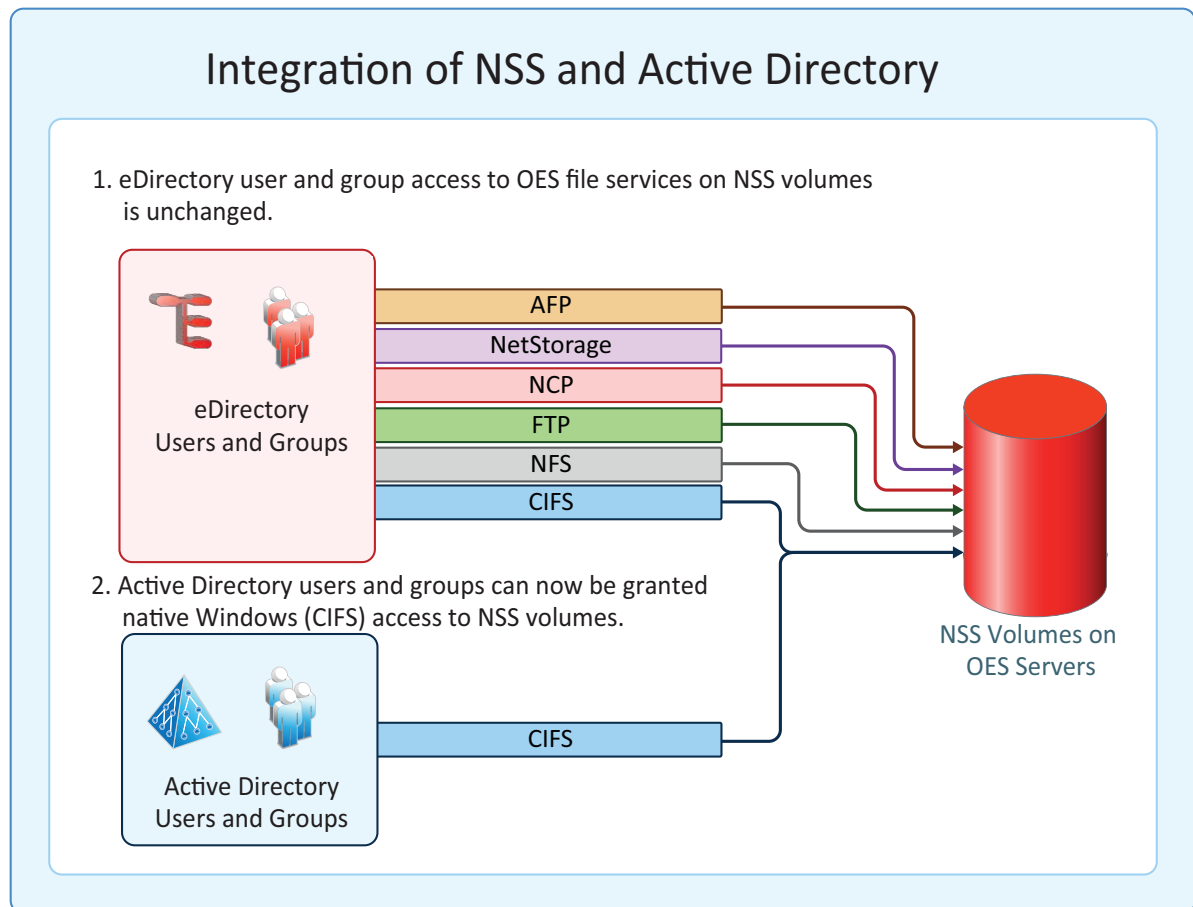 Integration of NSS and Active Directory
1. eDirectory user and group access to OES file services on NSS volumes
is unchanged.
eDirectory
Users and Groups
AFP
NetStorage
NCP
FTP
NFS
CIFS
2. Active Directory users and groups can now be granted
native Windows (CIFS) access to NSS volumes.
Active Directory
Users and Groups
CIFS
NSS Volumes on
OES Servers